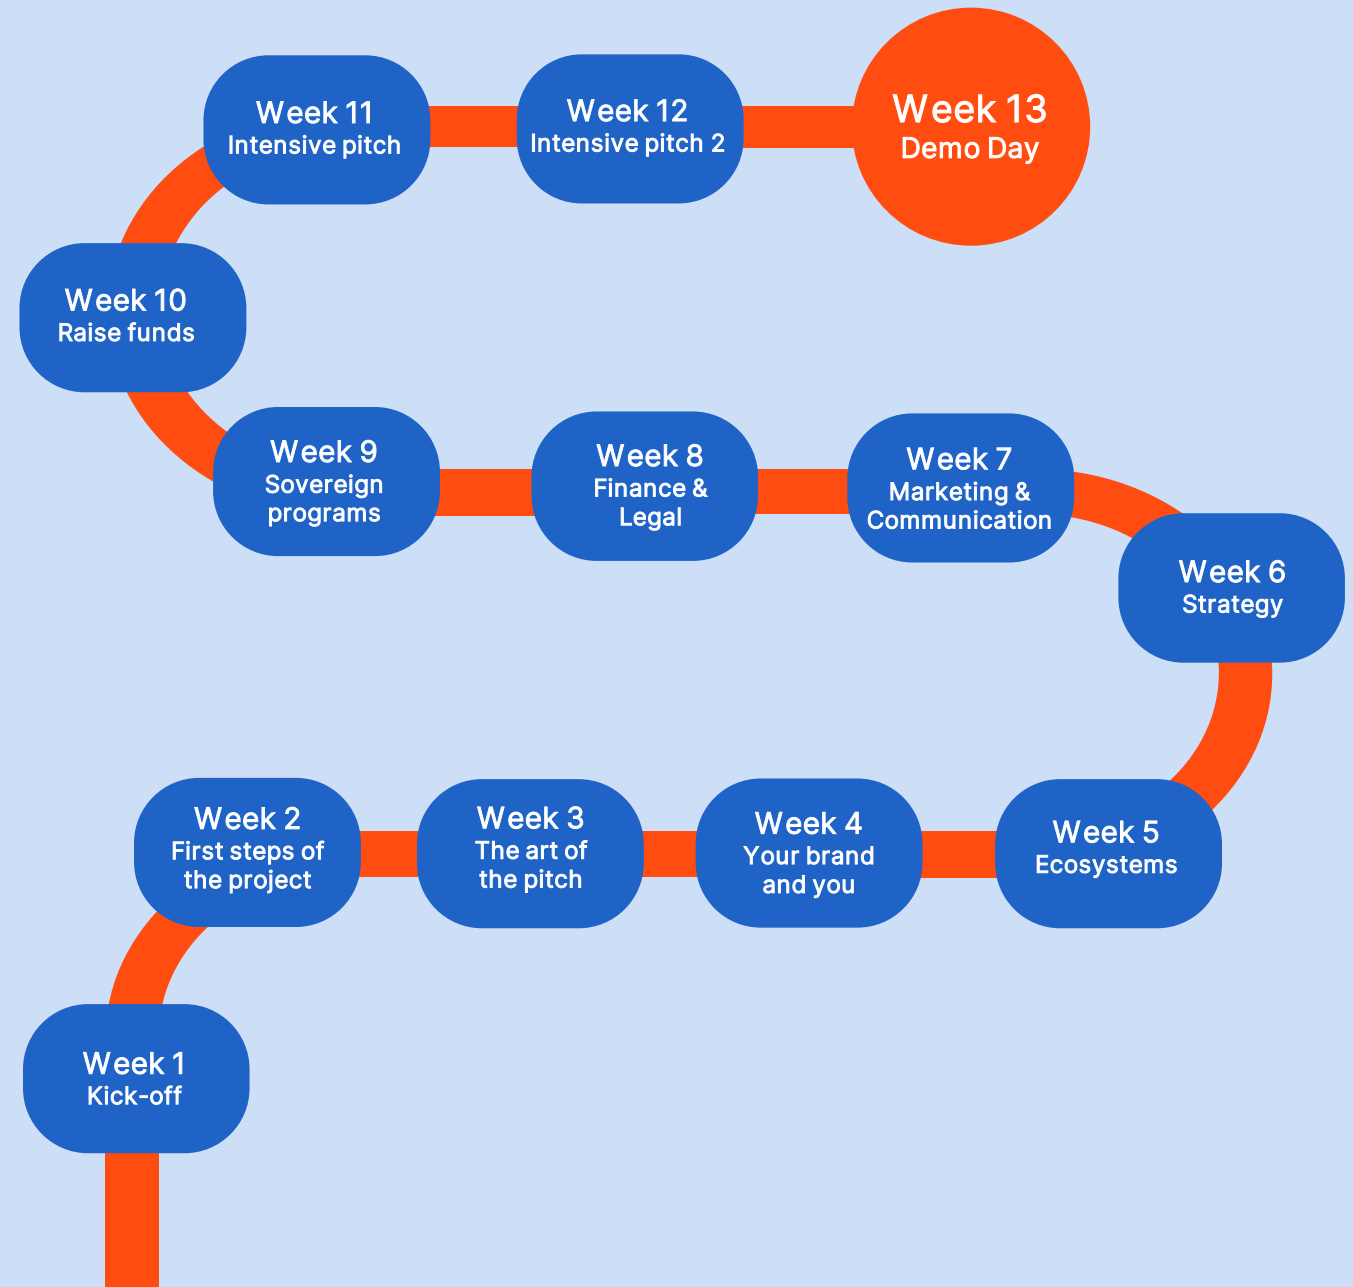 Week 11
Intensive pitch
Week 12
Intensive pitch 2
Week 13
Demo Day
Week 10
Raise funds
Week 9
Sovereign
programs
Week 8
Finance &
Legal
Week 7
Marketing &
Communication
Week 6
Strategy
Week 2
First steps of
the project
Week 3
The art of
the pitch
Week 4
Your brand
and you
Week 5
Ecosystems
Week 1
Kick-off